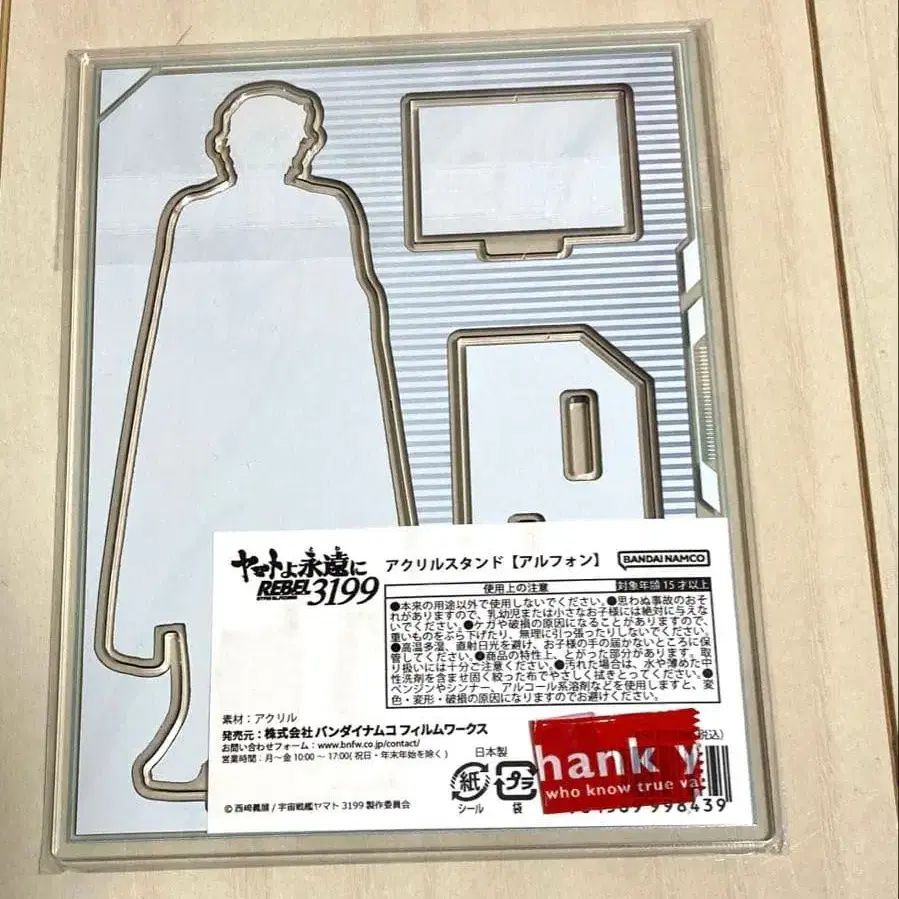 ヤマトよ永遠に
REBEL
3199
アクリルスタンド【アルフォン】
BANDAI NAMCO
使用上の注意
対象年齢15才以上
●本来の用途以外で使用しないでください。●思わぬ事故のおそ
れがありますので、乳幼児または小さなお子様には絶対に与えな
いでください。●ケガや破損の原因になることがありますので、
重いものをぶら下げたり、無理に引っ張ったりしないでください。
●高温多湿、直射日光を避け、お子様の手の届かないところに保
管してください。●商品の特性上、とがった部分があります。取
り扱いには十分ご注意ください。●汚れた場合は、水や薄めた中
性洗剤を含ませ固く絞った布でやさしく拭きとってください。●
ベンジンやシンナー、アルコール系溶剤などを使用しますと、変
色・変形・破損の原因になりますのでお避けください。
素材：アクリル
発売元：株式会社 バンダイナムコ フィルムワークス
お問い合わせフォーム：www.bnfw.co.jp/contact/
営業時間：月～金 10:00 ～ 17:00( 祝日・年末年始を除く )
日本製
紙
シール
プラ
袋
税込)
hank y
who know true va
998439
© 西﨑義展 / 宇宙戦艦ヤマト 3199 製作委員会